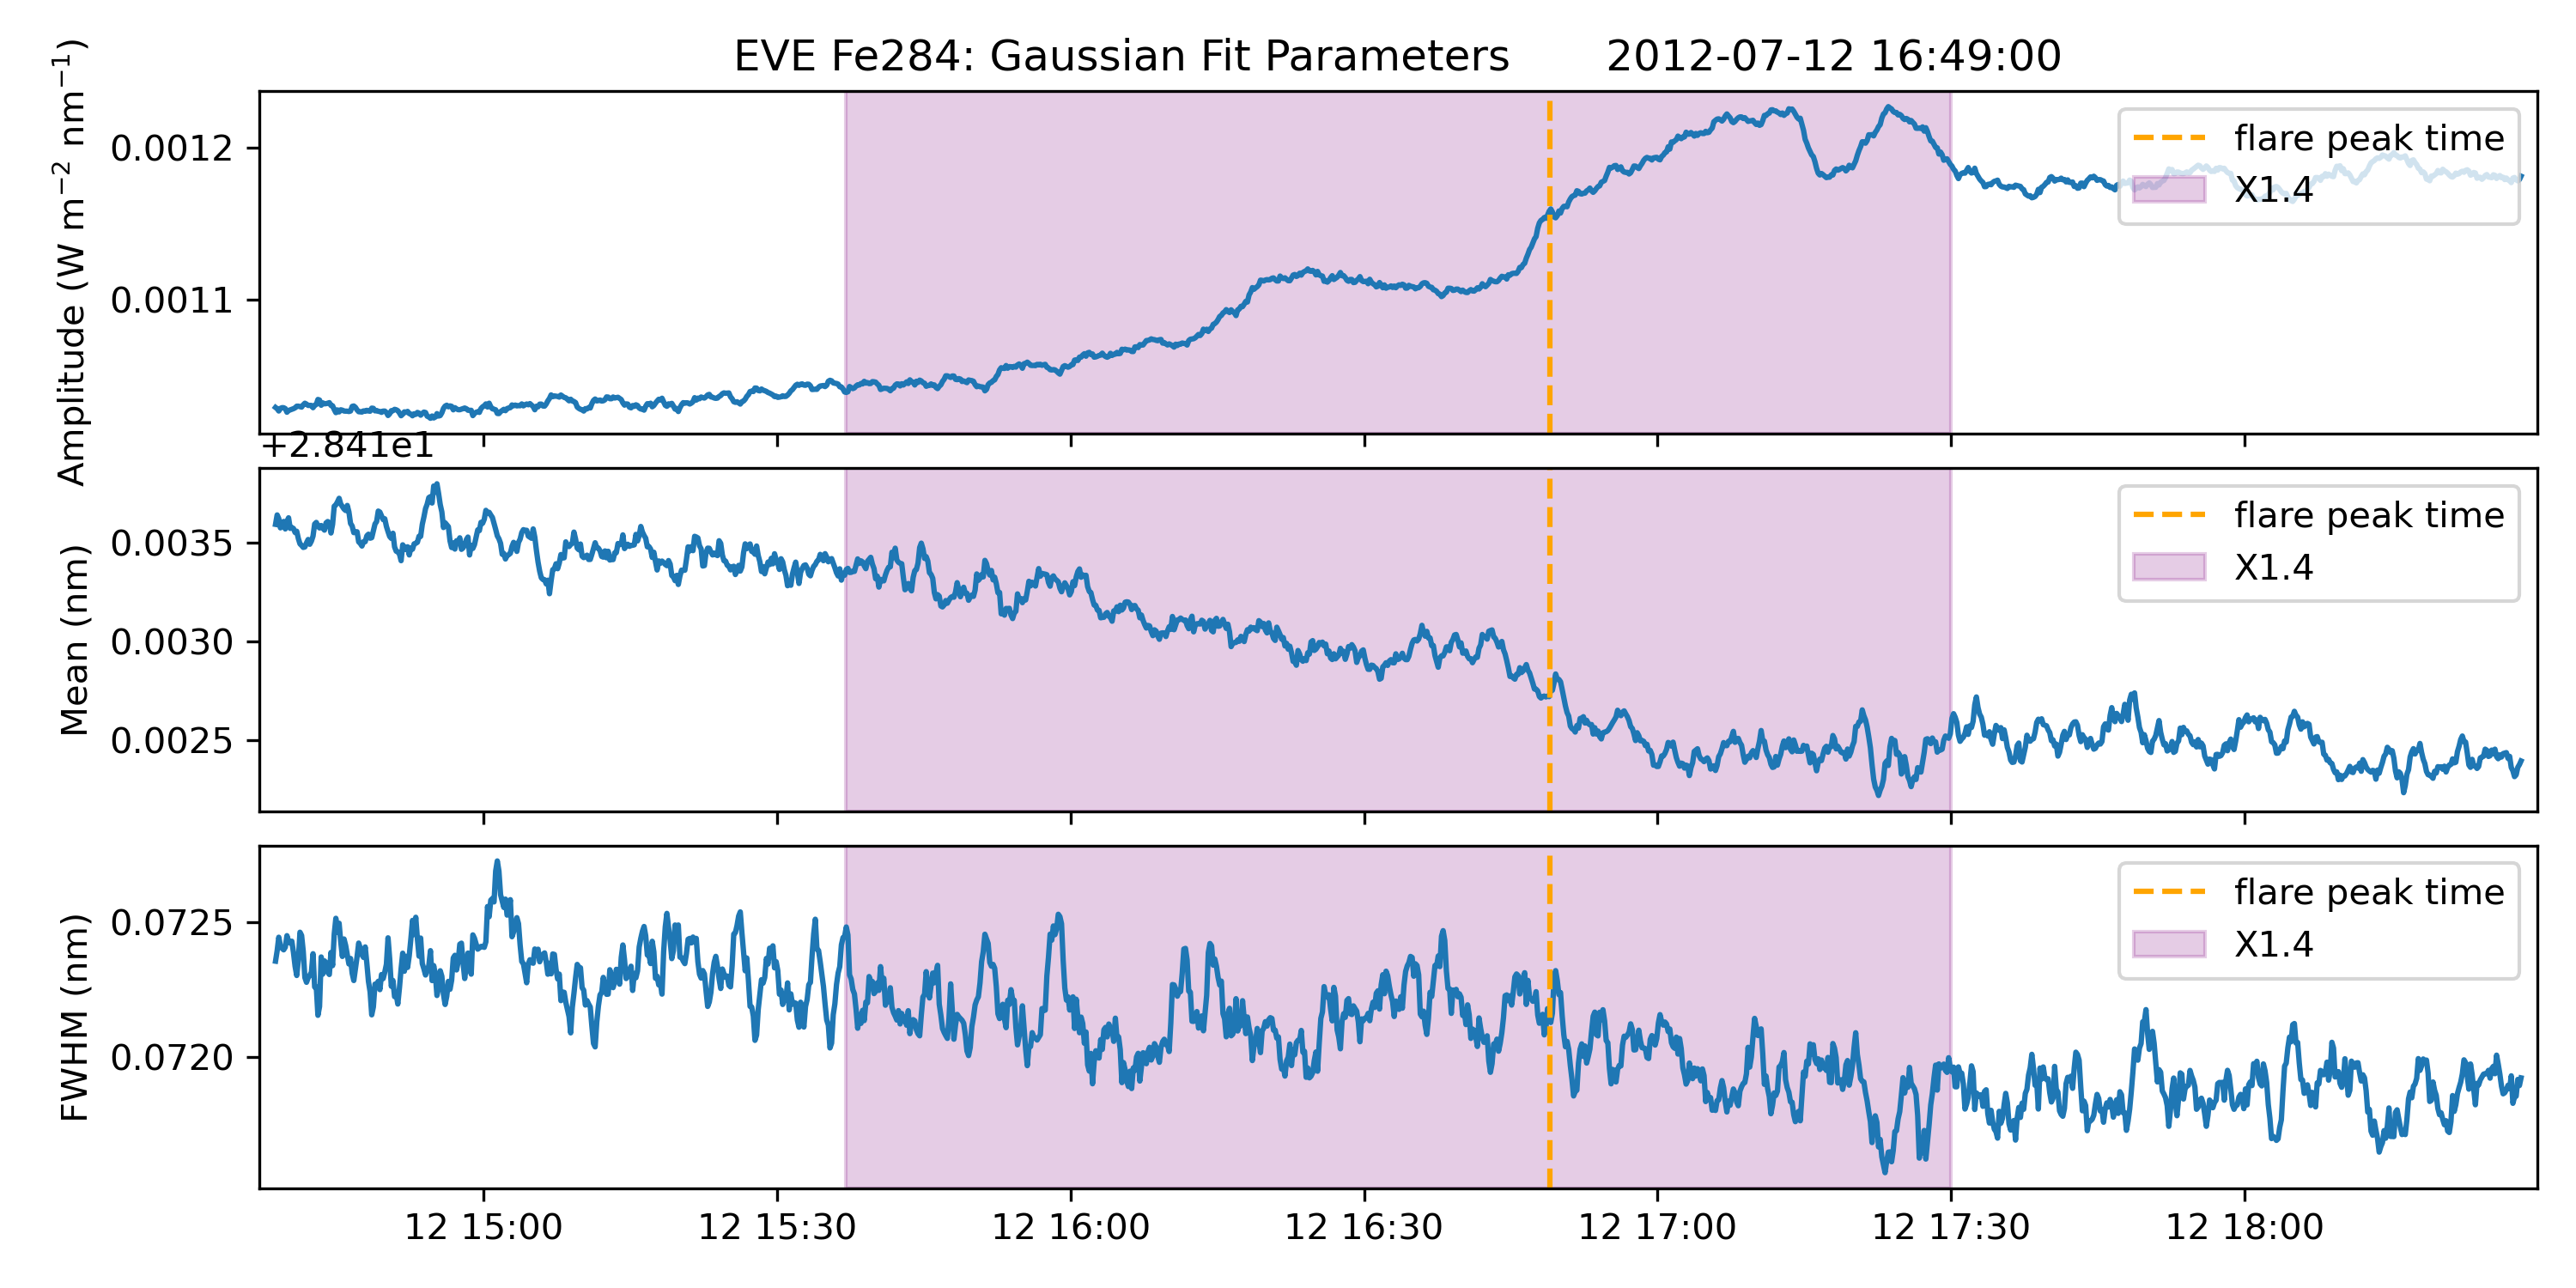 EVE Fe284: Gaussian Fit Parameters 2012-07-12 16:49:00
Amplitude (W m⁻² nm⁻¹)
0.0012
0.0011
flare peak time
X1.4
+2.841e1
Mean (nm)
0.0035
0.0030
0.0025
flare peak time
X1.4
FWHM (nm)
0.0725
0.0720
flare peak time
X1.4
12 15:00 12 15:30 12 16:00 12 16:30 12 17:00 12 17:30 12 18:00